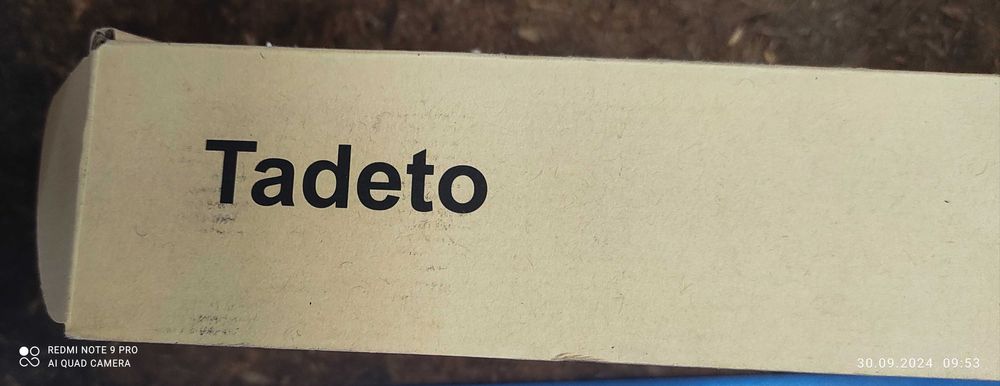 Tadeto
REDMI NOTE 9 PRO
AI QUAD CAMERA
30.09.2024 09:53